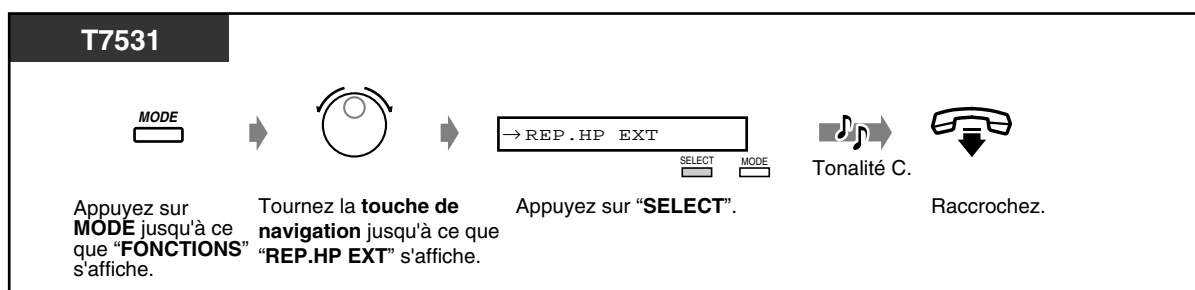 T7531
MODE
→REP.HP EXT
SELECT MODE
Tonalité C.
Appuyez sur
MODE jusqu'à ce
que “FONCTIONS”
s'affiche.
Tournez la touche de
navigation jusqu'à ce que
“REP.HP EXT” s'affiche.
Appuyez sur “SELECT”.
Raccrochez.